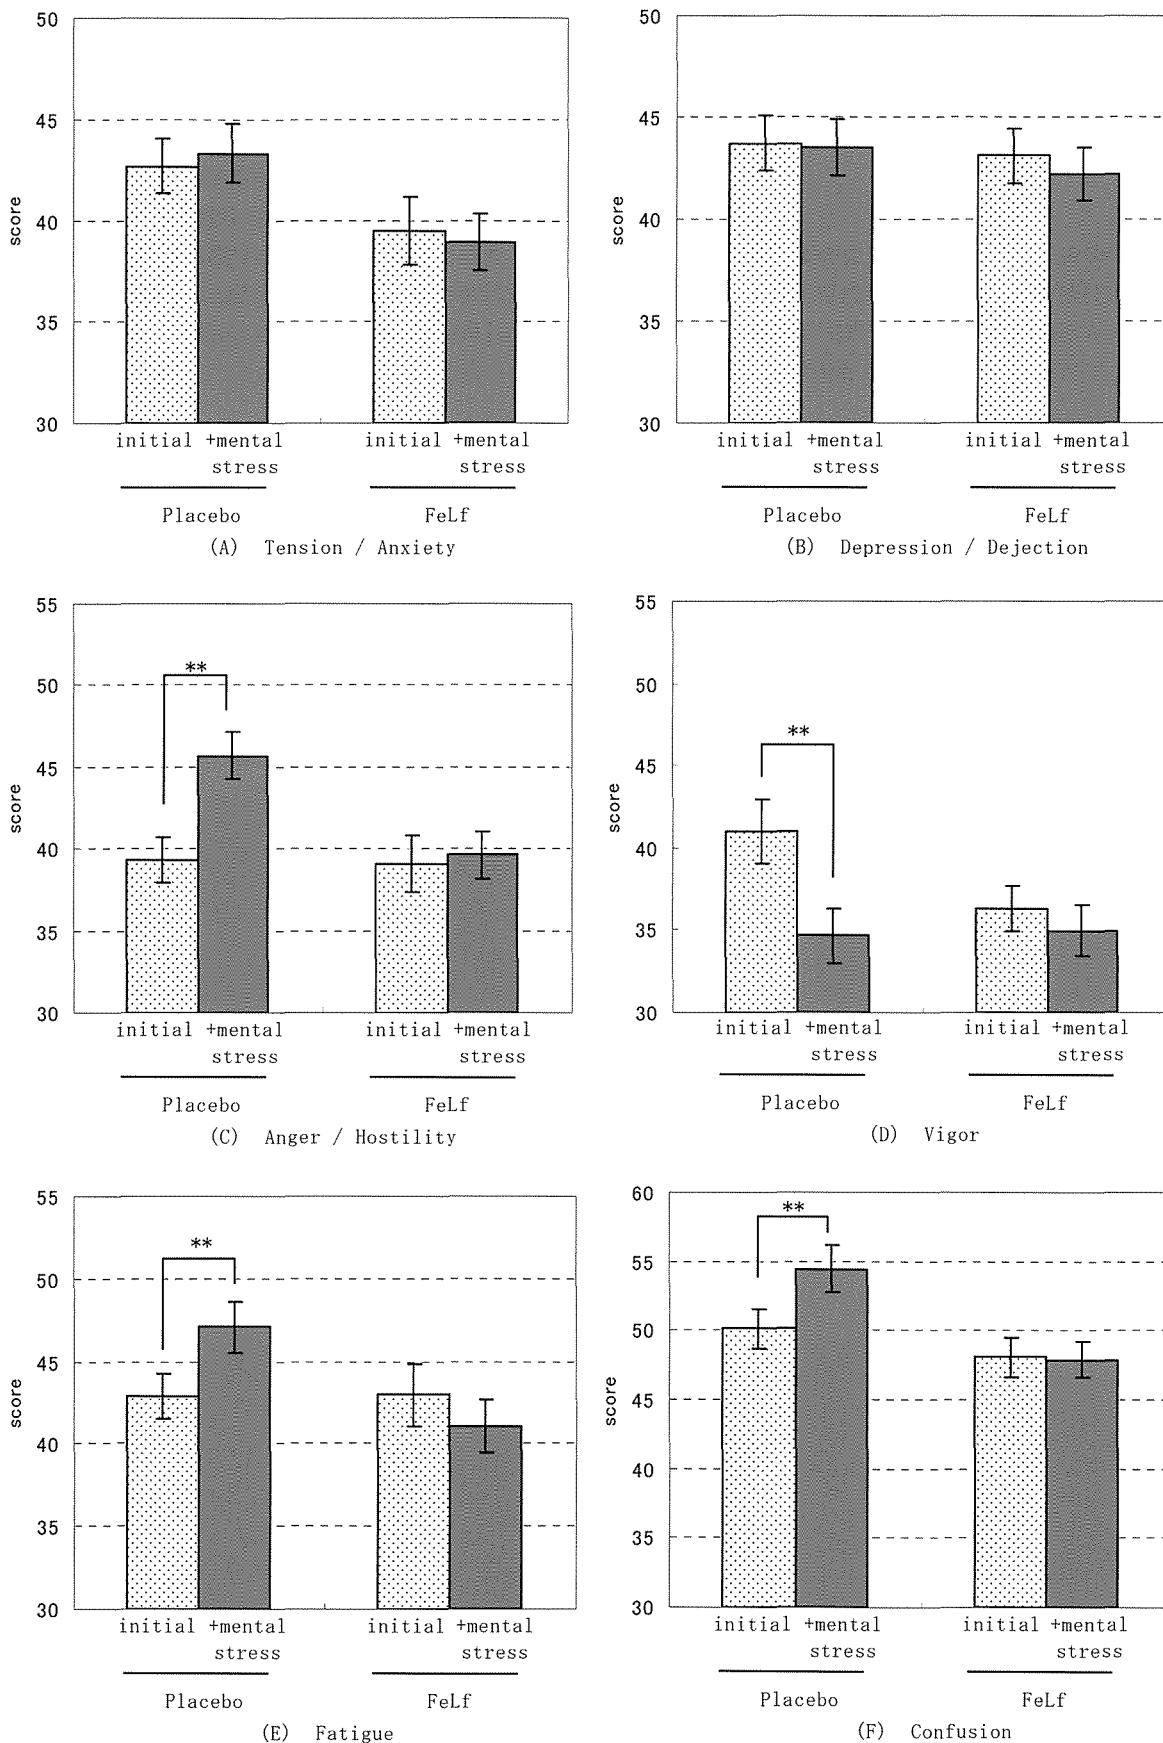 50
45
40
35
30
score
initial +mental
stress
initial +mental
stress
Placebo
FeLf
(A) Tension / Anxiety
50
45
40
35
30
score
initial +mental
stress
initial +mental
stress
Placebo
FeLf
(B) Depression / Dejection
55
50
45
40
35
30
score
**
initial +mental
stress
initial +mental
stress
Placebo
FeLf
(C) Anger / Hostility
55
50
45
40
35
30
score
**
initial +mental
stress
initial +mental
stress
Placebo
FeLf
(D) Vigor
55
50
45
40
35
30
score
**
initial +mental
stress
initial +mental
stress
Placebo
FeLf
(E) Fatigue
60
55
50
45
40
35
30
score
**
initial +mental
stress
initial +mental
stress
Placebo
FeLf
(F) Confusion